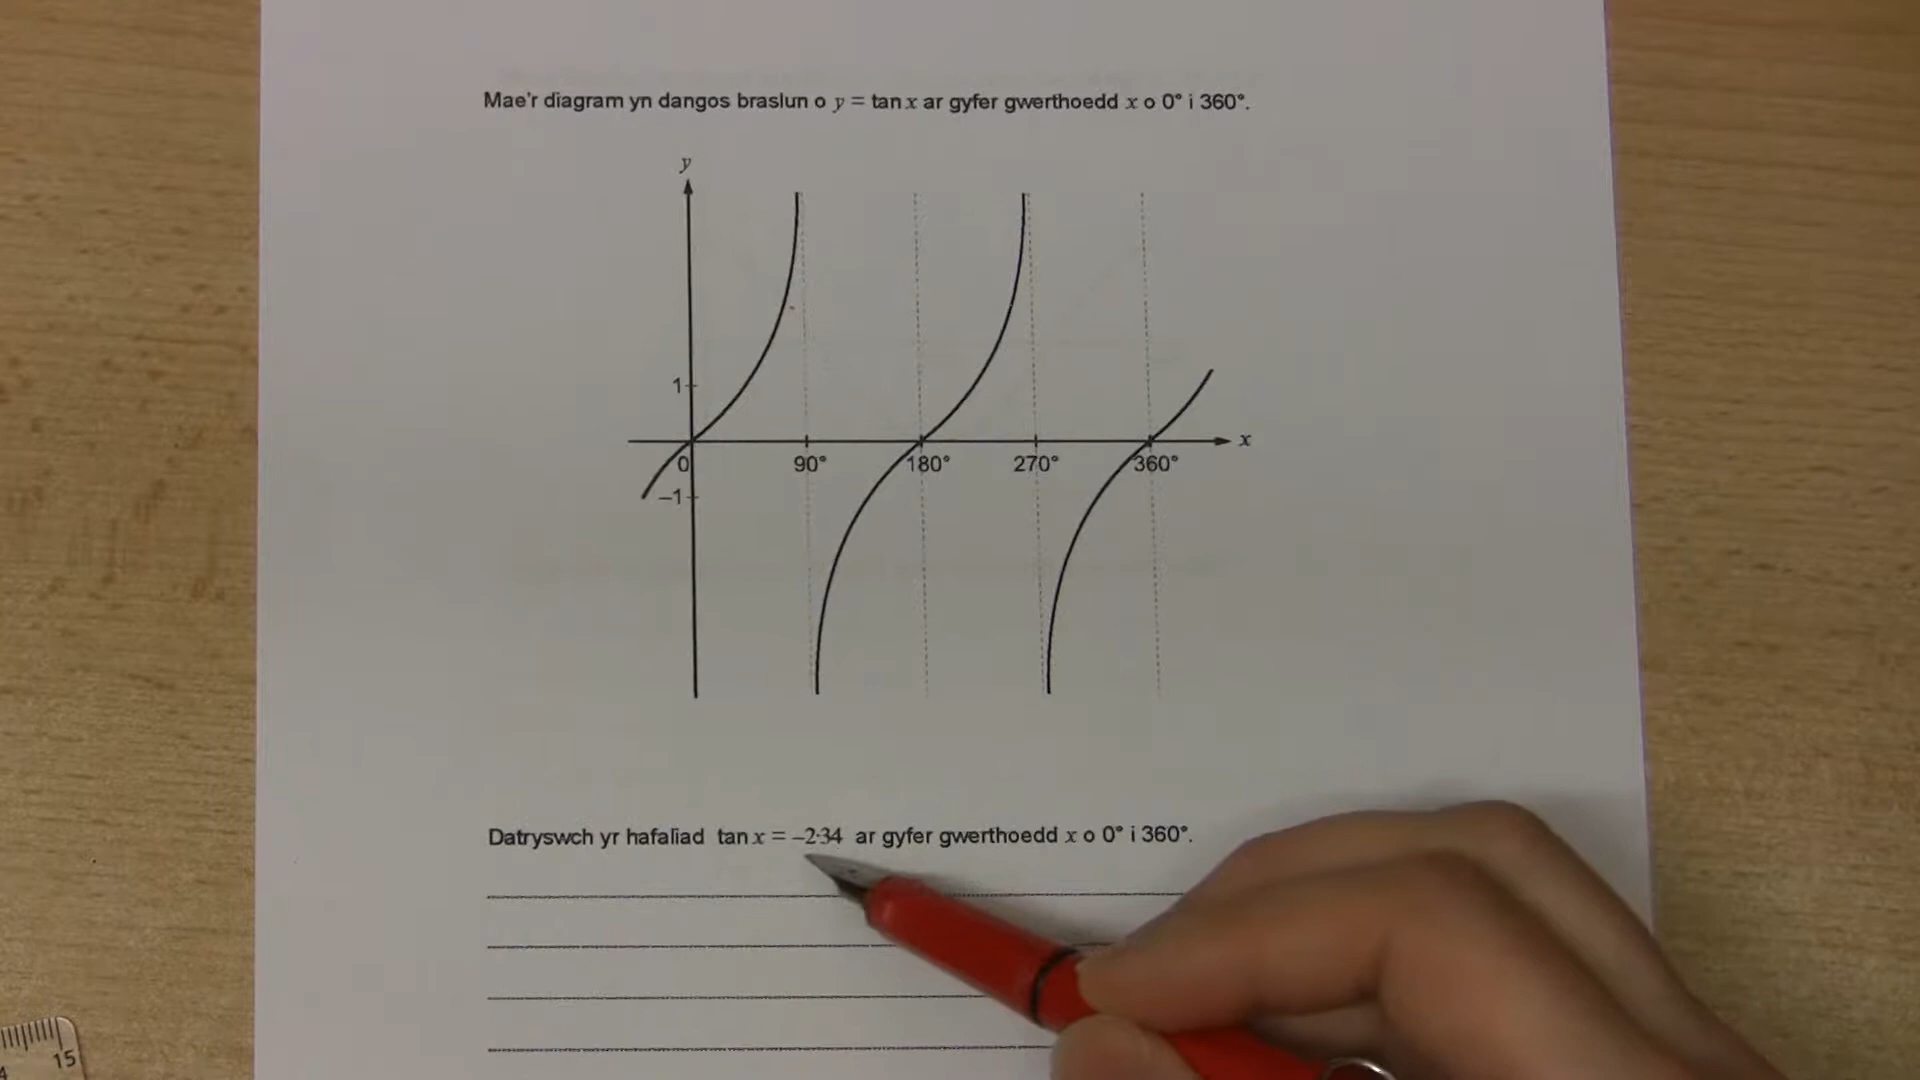 Mae'r diagram yn dangos braslun o y = tan x ar gyfer gwerthoedd x o 0° i 360°.
y
1
0 90° 180° 270° 360° x
–1
Datryswch yr hafaliad tan x = –2·34 ar gyfer gwerthoedd x o 0° i 360°.
4 15